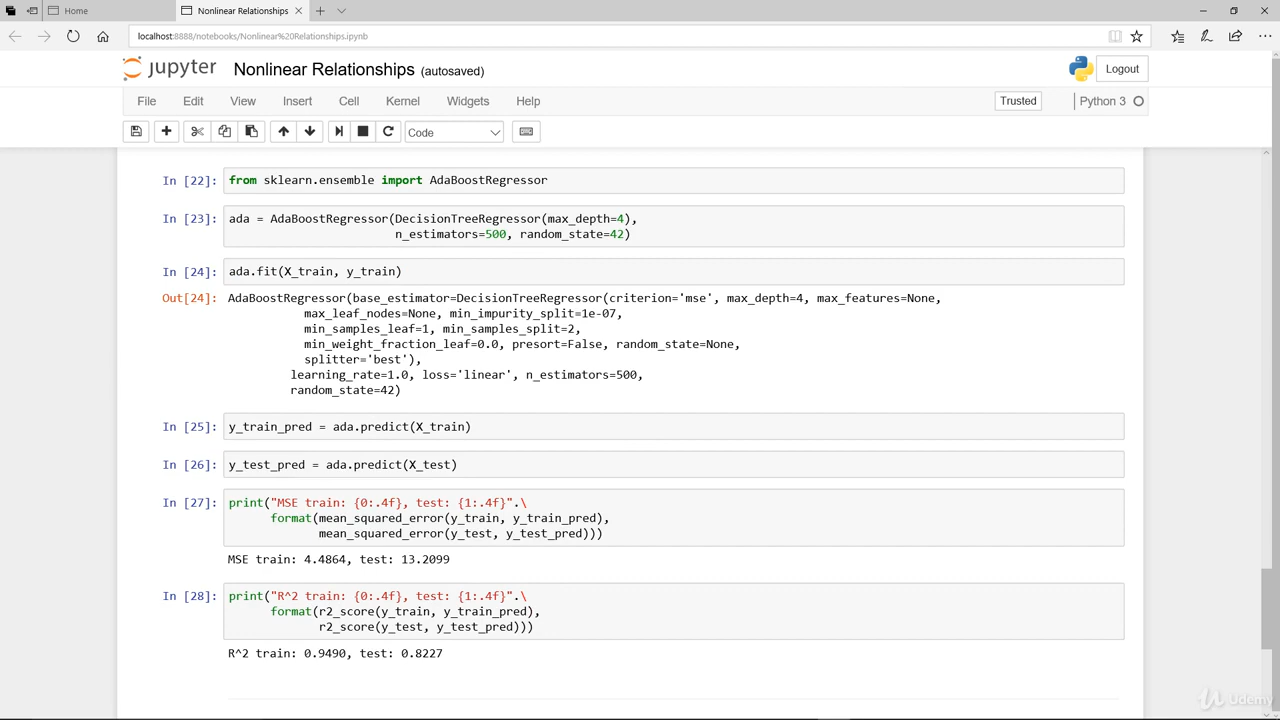 Home
Nonlinear Relationships
localhost:8888/notebooks/Nonlinear%20Relationships.ipynb
jupyter Nonlinear Relationships (autosaved)
Logout
File Edit View Insert Cell Kernel Widgets Help
Trusted
Python 3
Code
In [22]: from sklearn.ensemble import AdaBoostRegressor
In [23]: ada = AdaBoostRegressor(DecisionTreeRegressor(max_depth=4),
n_estimators=500, random_state=42)
In [24]: ada.fit(X_train, y_train)
Out[24]: AdaBoostRegressor(base_estimator=DecisionTreeRegressor(criterion='mse', max_depth=4, max_features=None,
max_leaf_nodes=None, min_impurity_split=1e-07,
min_samples_leaf=1, min_samples_split=2,
min_weight_fraction_leaf=0.0, presort=False, random_state=None,
splitter='best'),
learning_rate=1.0, loss='linear', n_estimators=500,
random_state=42)
In [25]: y_train_pred = ada.predict(X_train)
In [26]: y_test_pred = ada.predict(X_test)
In [27]: print("MSE train: {0:.4f}, test: {1:.4f}".\
format(mean_squared_error(y_train, y_train_pred),
mean_squared_error(y_test, y_test_pred)))
MSE train: 4.4864, test: 13.2099
In [28]: print("R^2 train: {0:.4f}, test: {1:.4f}".\
format(r2_score(y_train, y_train_pred),
r2_score(y_test, y_test_pred)))
R^2 train: 0.9490, test: 0.8227
Udemy